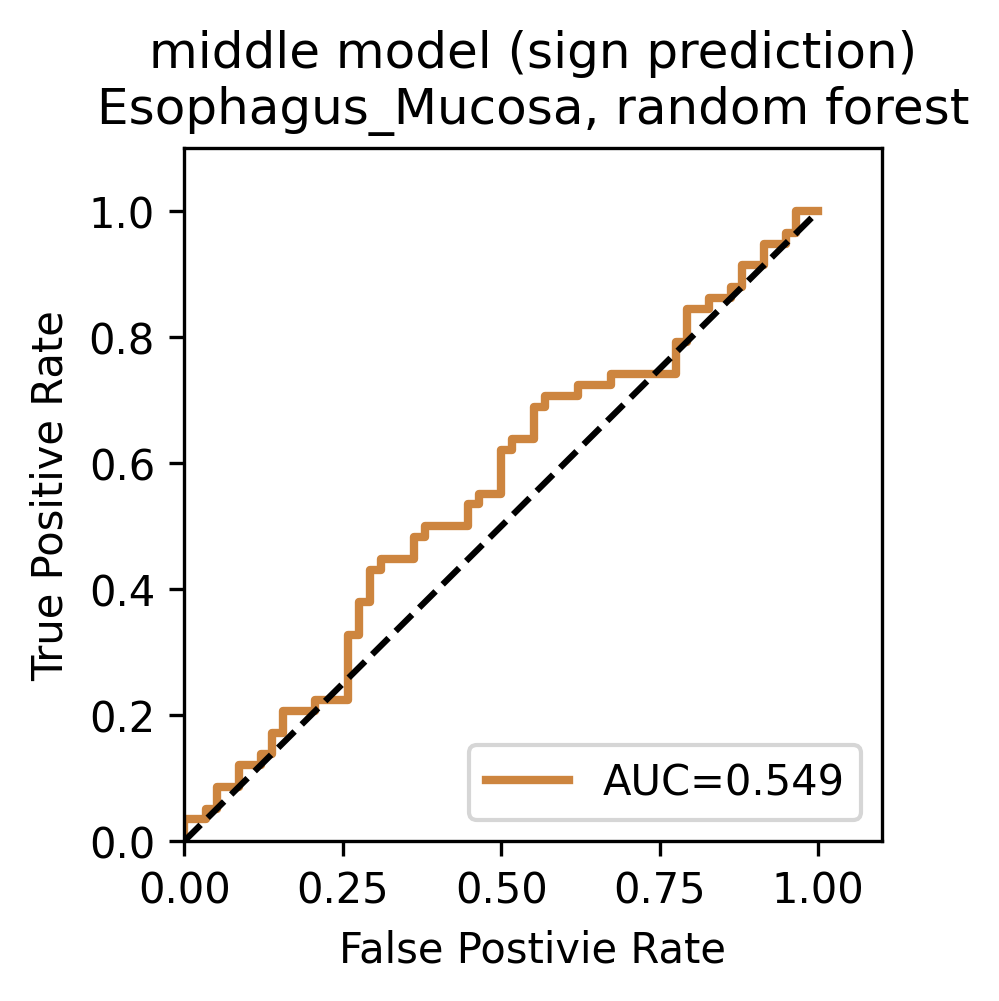 middle model (sign prediction)
Esophagus_Mucosa, random forest
1.0
0.8
0.6
0.4
0.2
0.0
True Positive Rate
AUC=0.549
0.00 0.25 0.50 0.75 1.00
False Postivie Rate